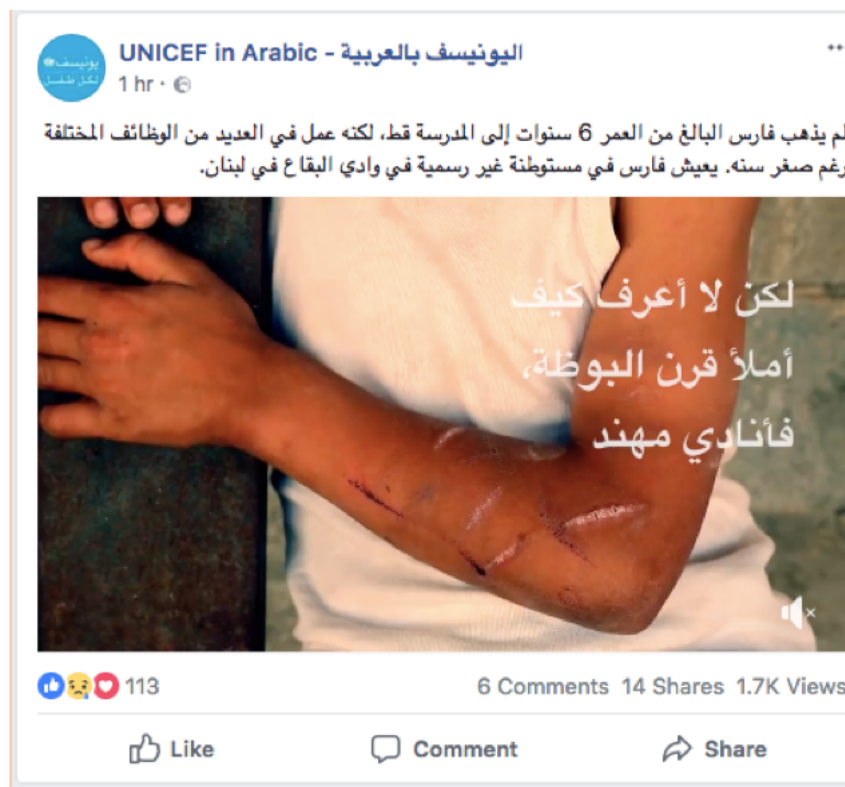 UNICEF in Arabic - اليونيسف بالعربية
يونيسف
لكل طفل
1 hr
لم يذهب فارس البالغ من العمر 6 سنوات إلى المدرسة قط، لكنه عمل في العديد من الوظائف المختلفة
رغم صغر سنه. يعيش فارس في مستوطنة غير رسمية في وادي البقاع في لبنان.
لكن لا أعرف كيف
أملأ قرن البوظة،
فأنادي مهند
113
6 Comments 14 Shares 1.7K Views
Like Comment Share